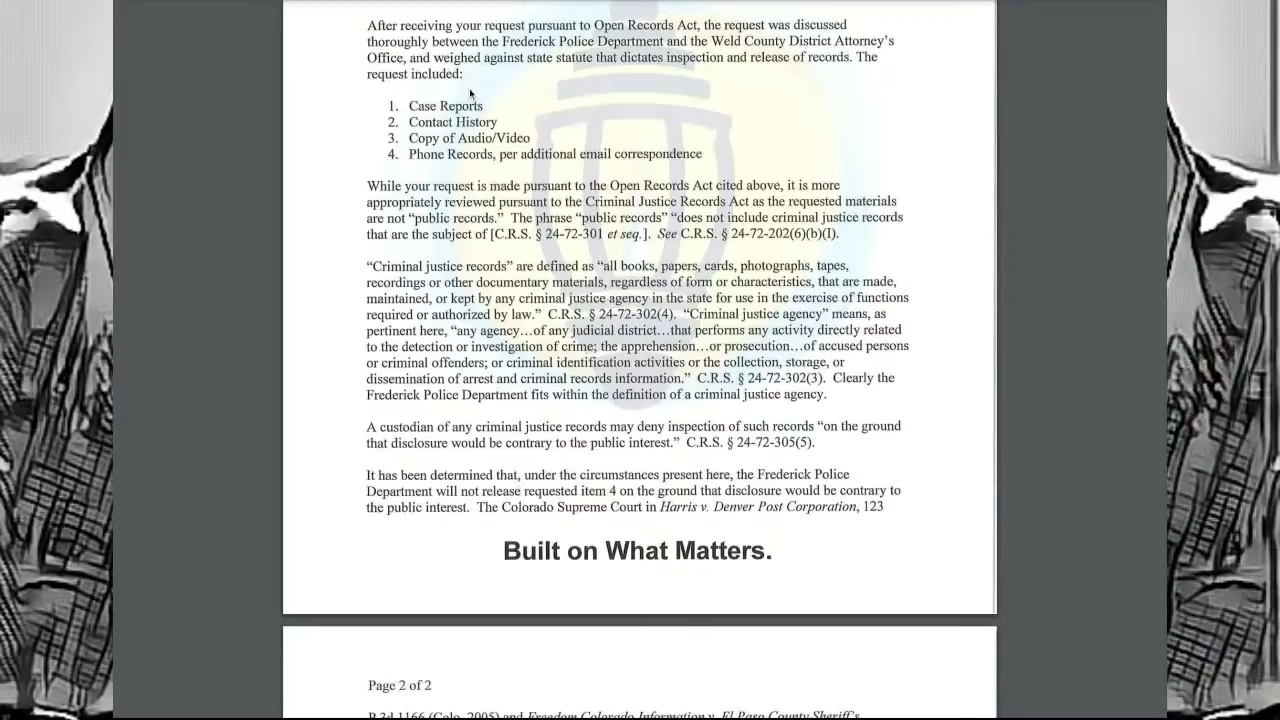 After receiving your request pursuant to Open Records Act, the request was discussed
thoroughly between the Frederick Police Department and the Weld County District Attorney's
Office, and weighed against state statute that dictates inspection and release of records. The
request included:
1. Case Reports
2. Contact History
3. Copy of Audio/Video
4. Phone Records, per additional email correspondence
While your request is made pursuant to the Open Records Act cited above, it is more
appropriately reviewed pursuant to the Criminal Justice Records Act as the requested materials
are not “public records.” The phrase “public records” “does not include criminal justice records
that are the subject of [C.R.S. § 24-72-301 et seq.]. See C.R.S. § 24-72-202(6)(b)(I).
“Criminal justice records” are defined as “all books, papers, cards, photographs, tapes,
recordings or other documentary materials, regardless of form or characteristics, that are made,
maintained, or kept by any criminal justice agency in the state for use in the exercise of functions
required or authorized by law.” C.R.S. § 24-72-302(4). “Criminal justice agency” means, as
pertinent here, “any agency…of any judicial district…that performs any activity directly related
to the detection or investigation of crime; the apprehension…or prosecution…of accused persons
or criminal offenders; or criminal identification activities or the collection, storage, or
dissemination of arrest and criminal records information.” C.R.S. § 24-72-302(3). Clearly the
Frederick Police Department fits within the definition of a criminal justice agency.
A custodian of any criminal justice records may deny inspection of such records “on the ground
that disclosure would be contrary to the public interest.” C.R.S. § 24-72-305(5).
It has been determined that, under the circumstances present here, the Frederick Police
Department will not release requested item 4 on the ground that disclosure would be contrary to
the public interest. The Colorado Supreme Court in Harris v. Denver Post Corporation, 123
Built on What Matters.
Page 2 of 2
P.3d 1166 (Colo. 2005) and Freedom Colorado Information v. El Paso County Sheriff's